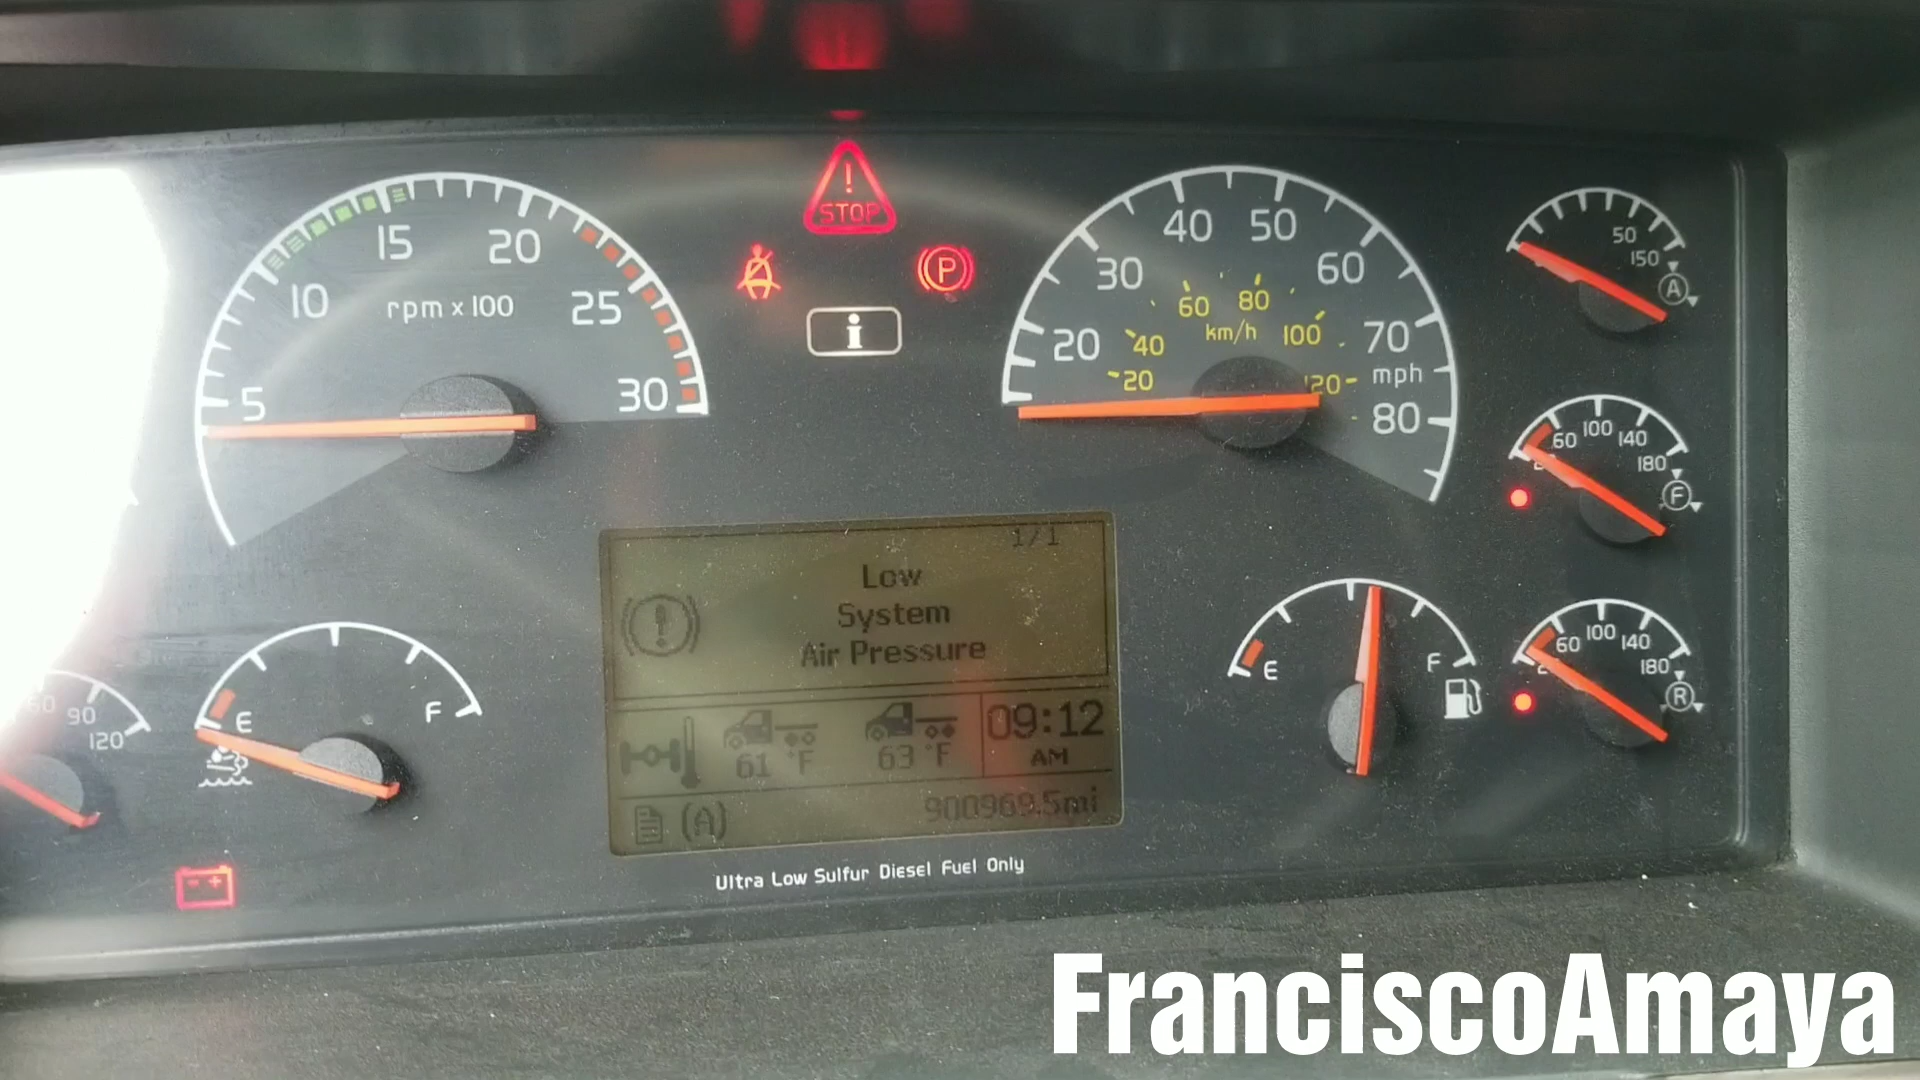 STOP
5
10
15
20
25
30
rpm x 100
P
i
20
30
40
50
60
70
80
mph
20
40
60
80
100
120
km/h
50
150
A
60
100
140
180
F
60
100
140
180
R
E
F
E
F
90
120
1/1
Low
System
Air Pressure
61 °F
63 °F
09:12
AM
(A)
900969.5mi
Ultra Low Sulfur Diesel Fuel Only
FranciscoAmaya